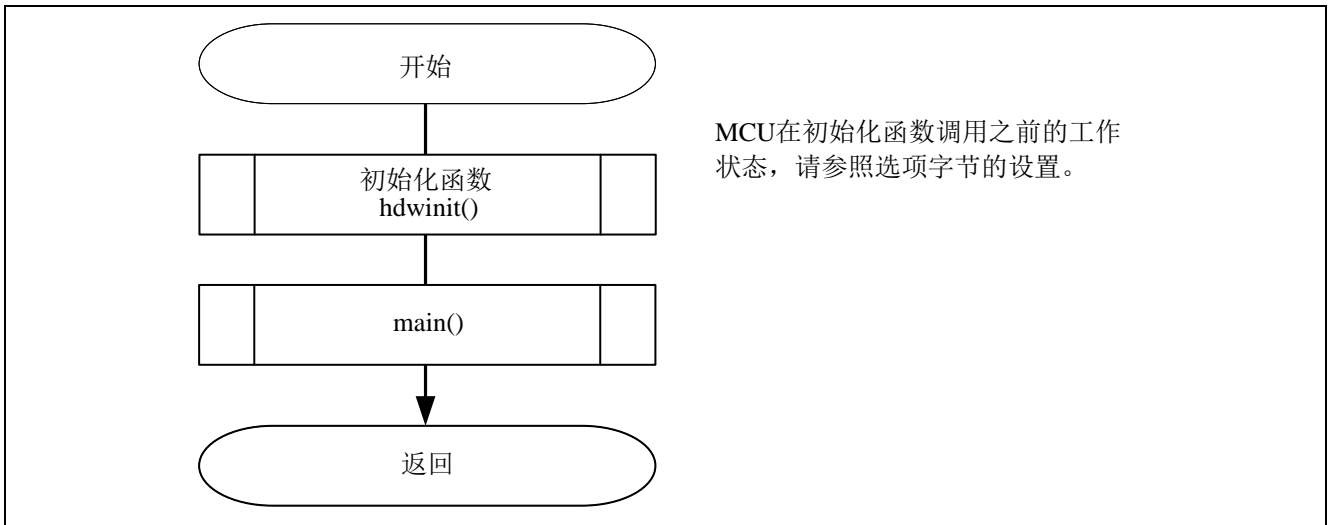 开始
MCU在初始化函数调用之前的工作
状态，请参照选项字节的设置。
初始化函数
hdwinit()
main()
返回